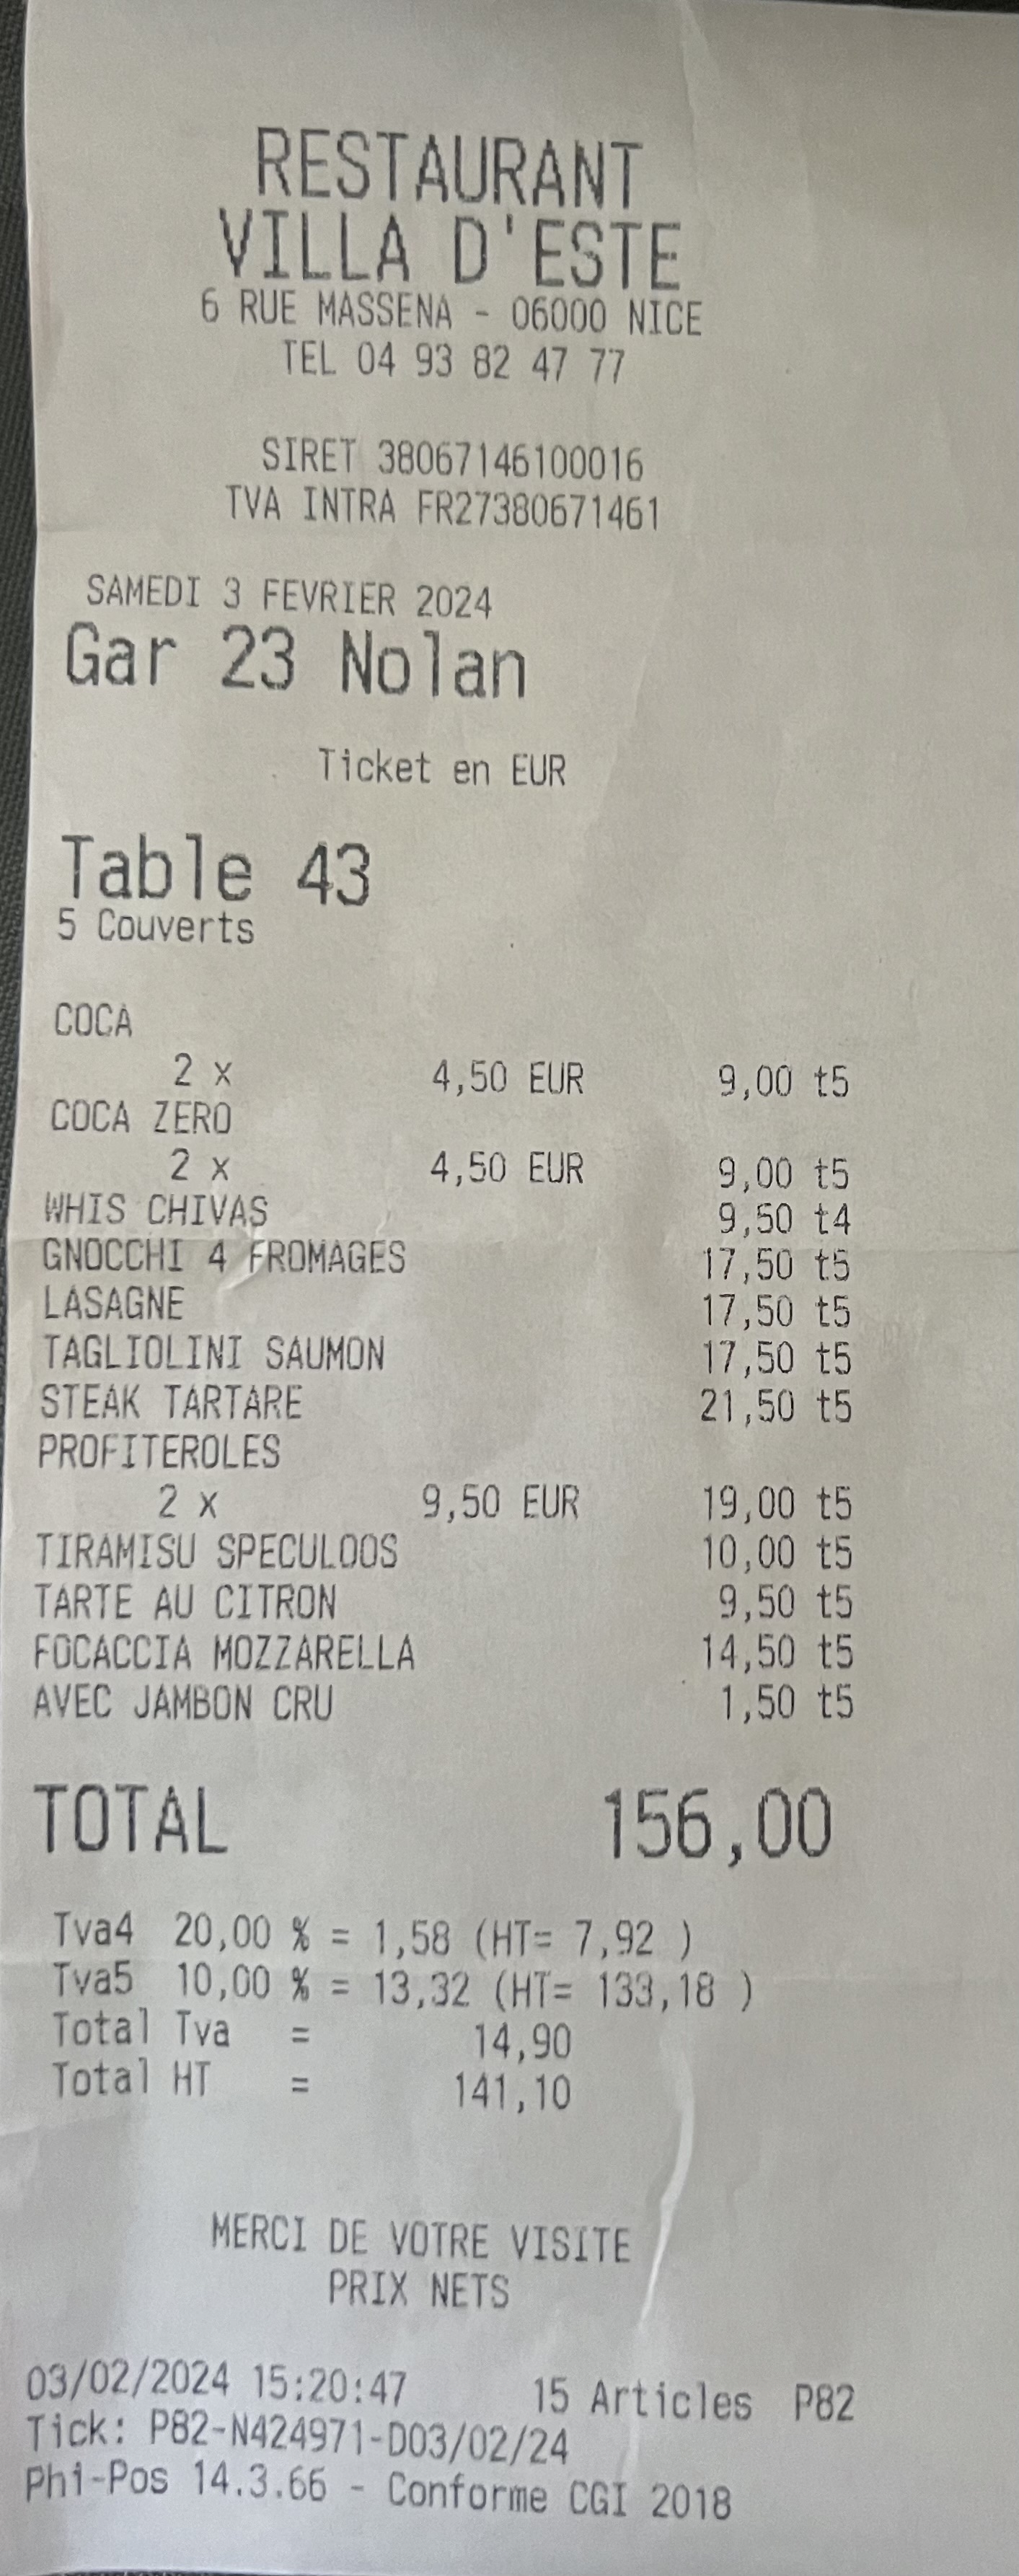 RESTAURANT
VILLA D'ESTE
6 RUE MASSENA - 06000 NICE
TEL 04 93 82 47 77
SIRET 38067146100016
TVA INTRA FR27380671461
SAMEDI 3 FEVRIER 2024
Gar 23 Nolan
Ticket en EUR
Table 43
5 Couverts
COCA
2 x 4,50 EUR 9,00 t5
COCA ZERO
2 x 4,50 EUR 9,00 t5
WHIS CHIVAS 9,50 t4
GNOCCHI 4 FROMAGES 17,50 t5
LASAGNE 17,50 t5
TAGLIOLINI SAUMON 17,50 t5
STEAK TARTARE 21,50 t5
PROFITEROLES
2 x 9,50 EUR 19,00 t5
TIRAMISU SPECULOOS 10,00 t5
TARTE AU CITRON 9,50 t5
FOCACCIA MOZZARELLA 14,50 t5
AVEC JAMBON CRU 1,50 t5
TOTAL 156,00
Tva4 20,00 % = 1,58 (HT= 7,92 )
Tva5 10,00 % = 13,32 (HT= 133,18 )
Total Tva = 14,90
Total HT = 141,10
MERCI DE VOTRE VISITE
PRIX NETS
03/02/2024 15:20:47 15 Articles P82
Tick: P82-N424971-D03/02/24
Phi-Pos 14.3.66 - Conforme CGI 2018